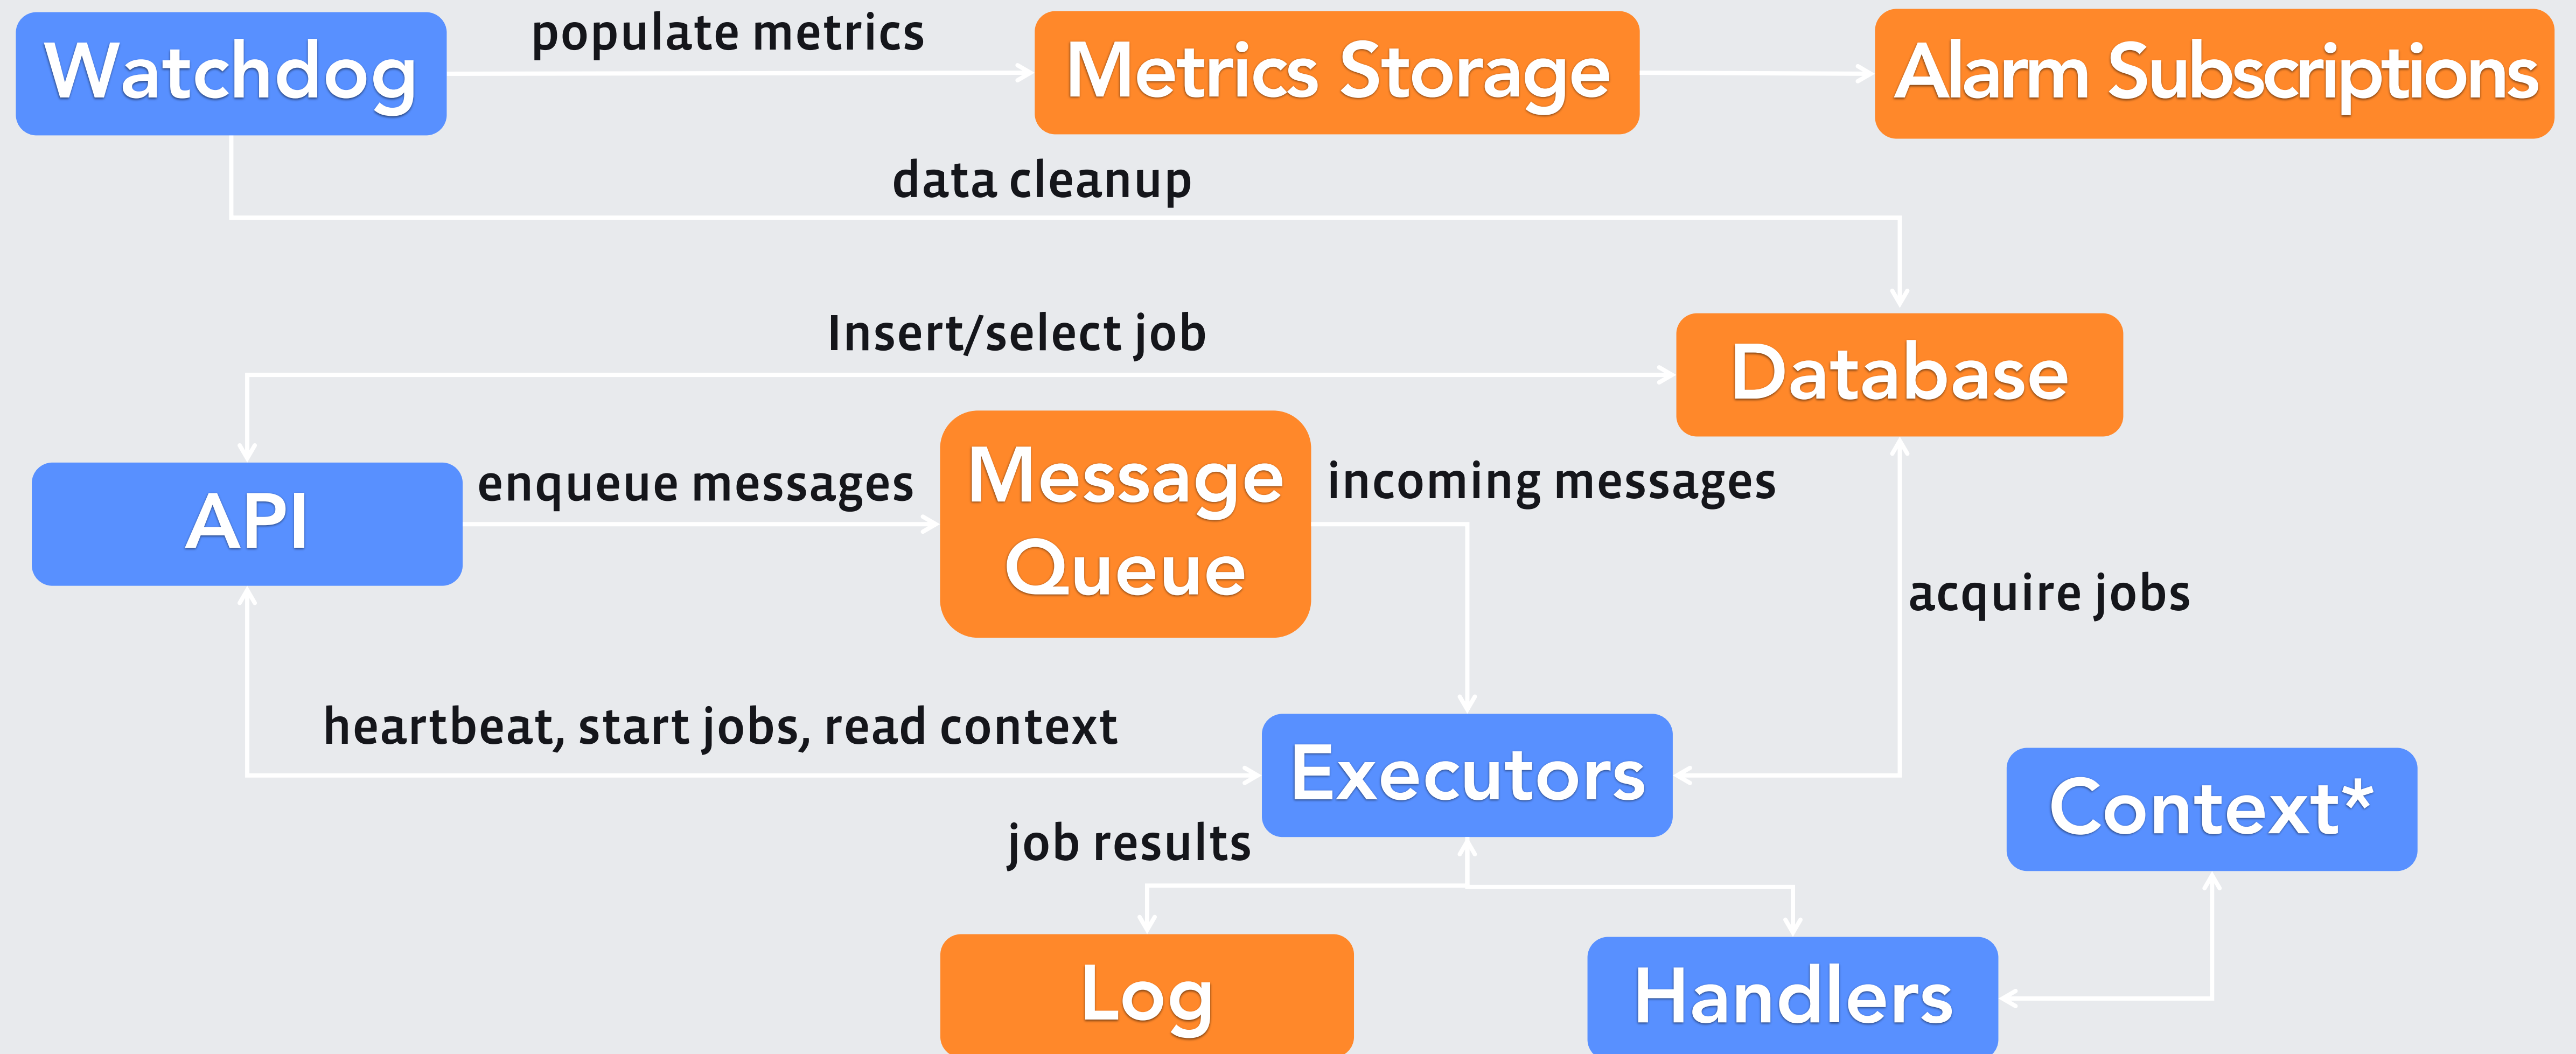 Watchdog
populate metrics
Metrics Storage
Alarm Subscriptions
data cleanup
Insert/select job
Database
API
enqueue messages
Message
Queue
incoming messages
acquire jobs
heartbeat, start jobs, read context
Executors
Context*
job results
Log
Handlers